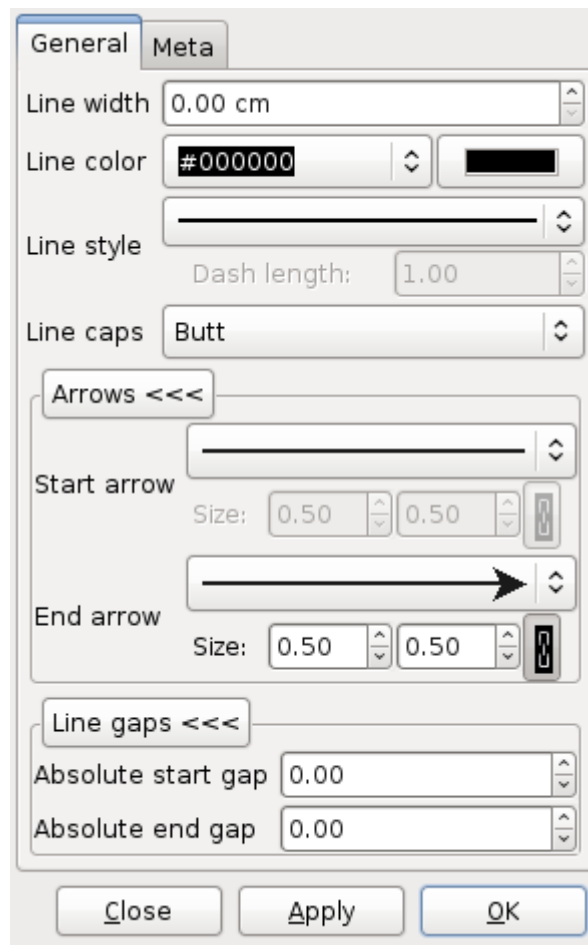 General Meta
Line width 0.00 cm
Line color #000000
Line style
Dash length: 1.00
Line caps Butt
Arrows <<<
Start arrow
Size: 0.50 0.50
End arrow
Size: 0.50 0.50
Line gaps <<<
Absolute start gap 0.00
Absolute end gap 0.00
Close Apply OK